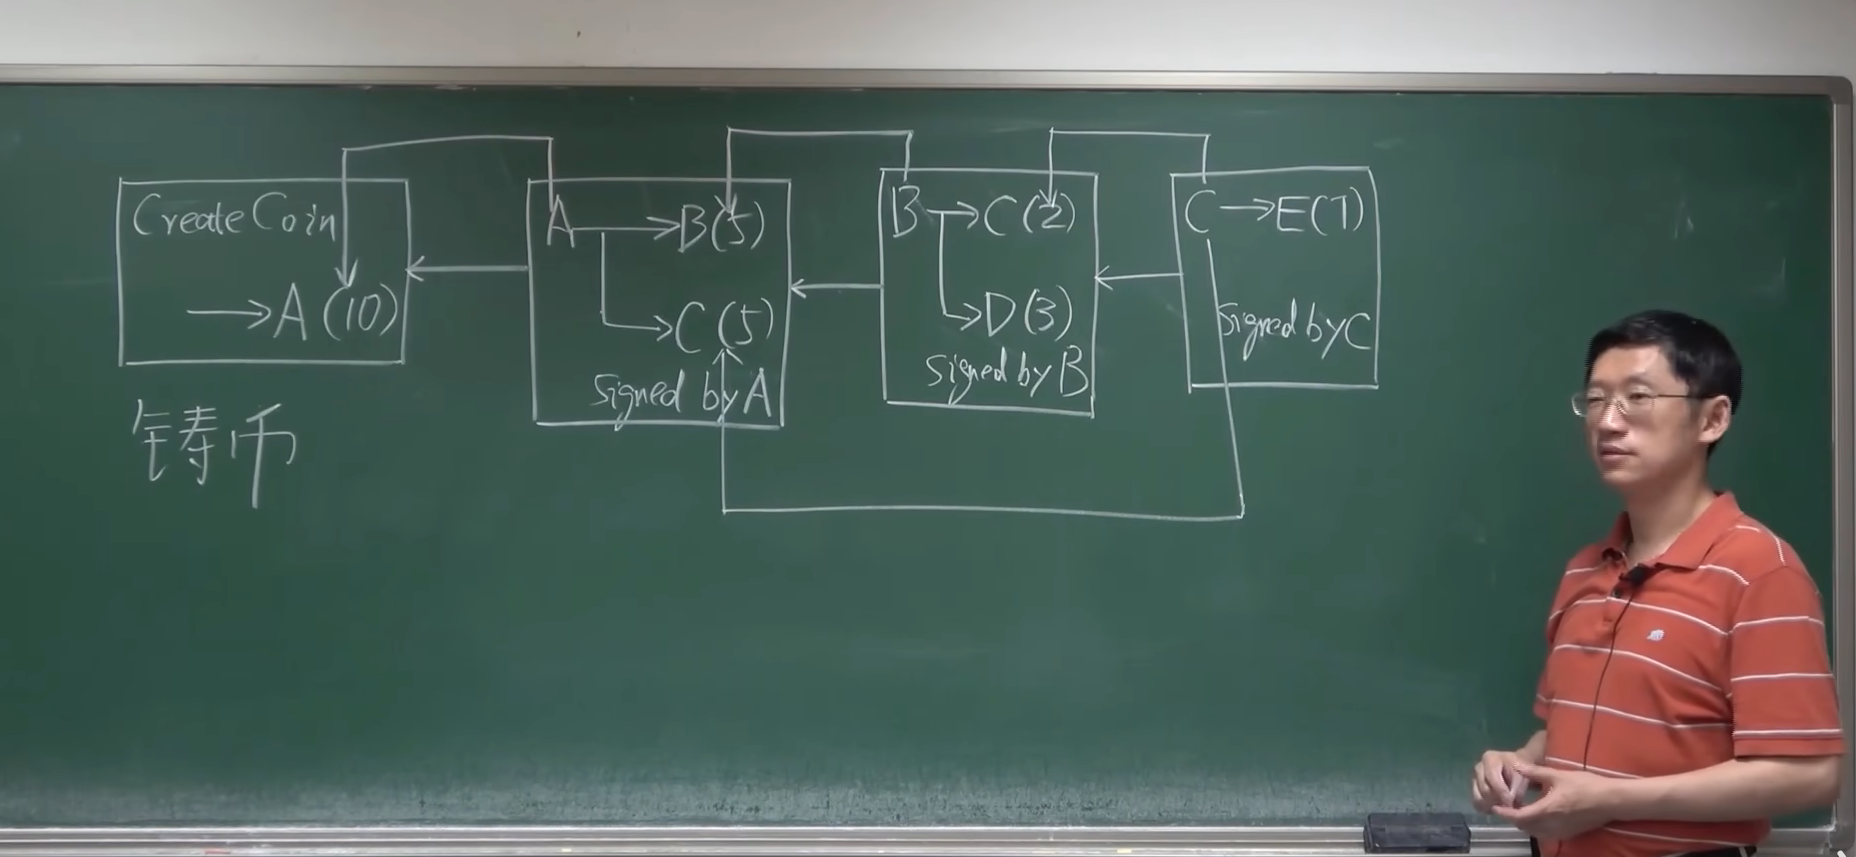 Create Coin
→A(10)
铸币
A→B(5)
→C(5)
signed by A
B→C(2)
→D(3)
signed by B
C→E(7)
signed by C